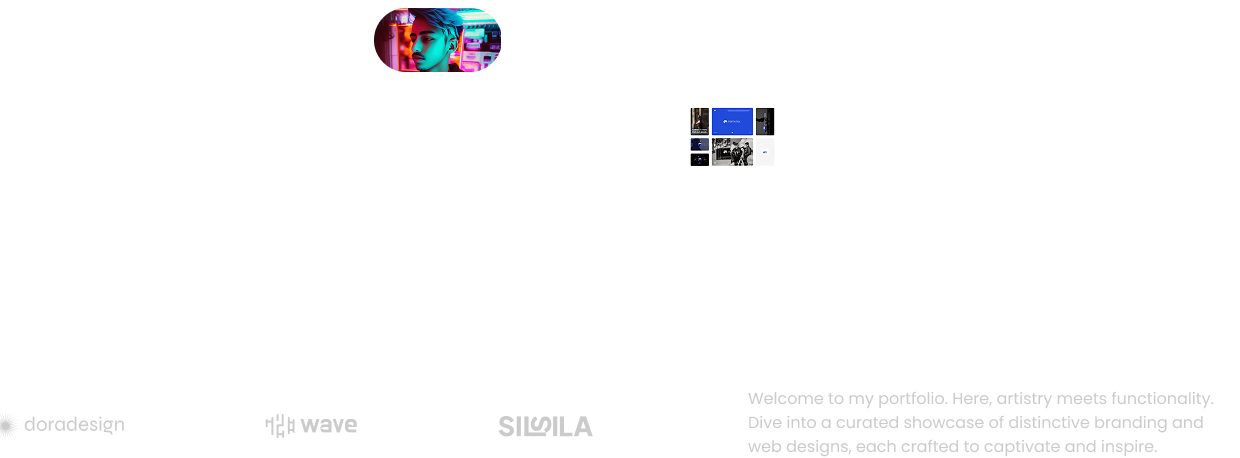 doradesign
wave
SILSILA
Welcome to my portfolio. Here, artistry meets functionality.
Dive into a curated showcase of distinctive branding and
web designs, each crafted to captivate and inspire.